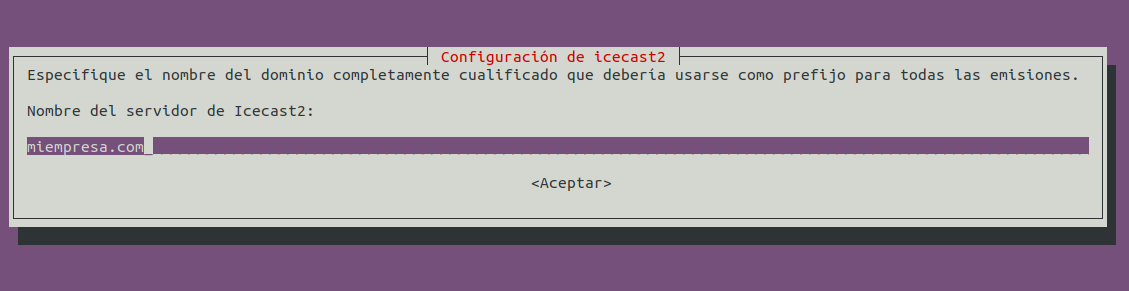 Configuración de icecast2
Especifique el nombre del dominio completamente cualificado que debería usarse como prefijo para todas las emisiones.
Nombre del servidor de Icecast2:
miempresa.com
<Aceptar>